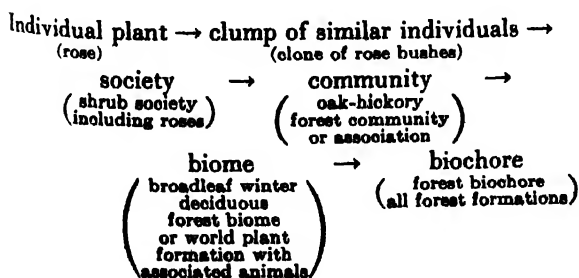 Individual plant → clump of similar individuals →
(rose) (clone of rose bushes)
society → community →
(shrub society including roses) (oak-hickory forest community or association)
biome → biochore
(broadleaf winter deciduous forest biome or world plant formation with associated animals) (forest biochore all forest formations)